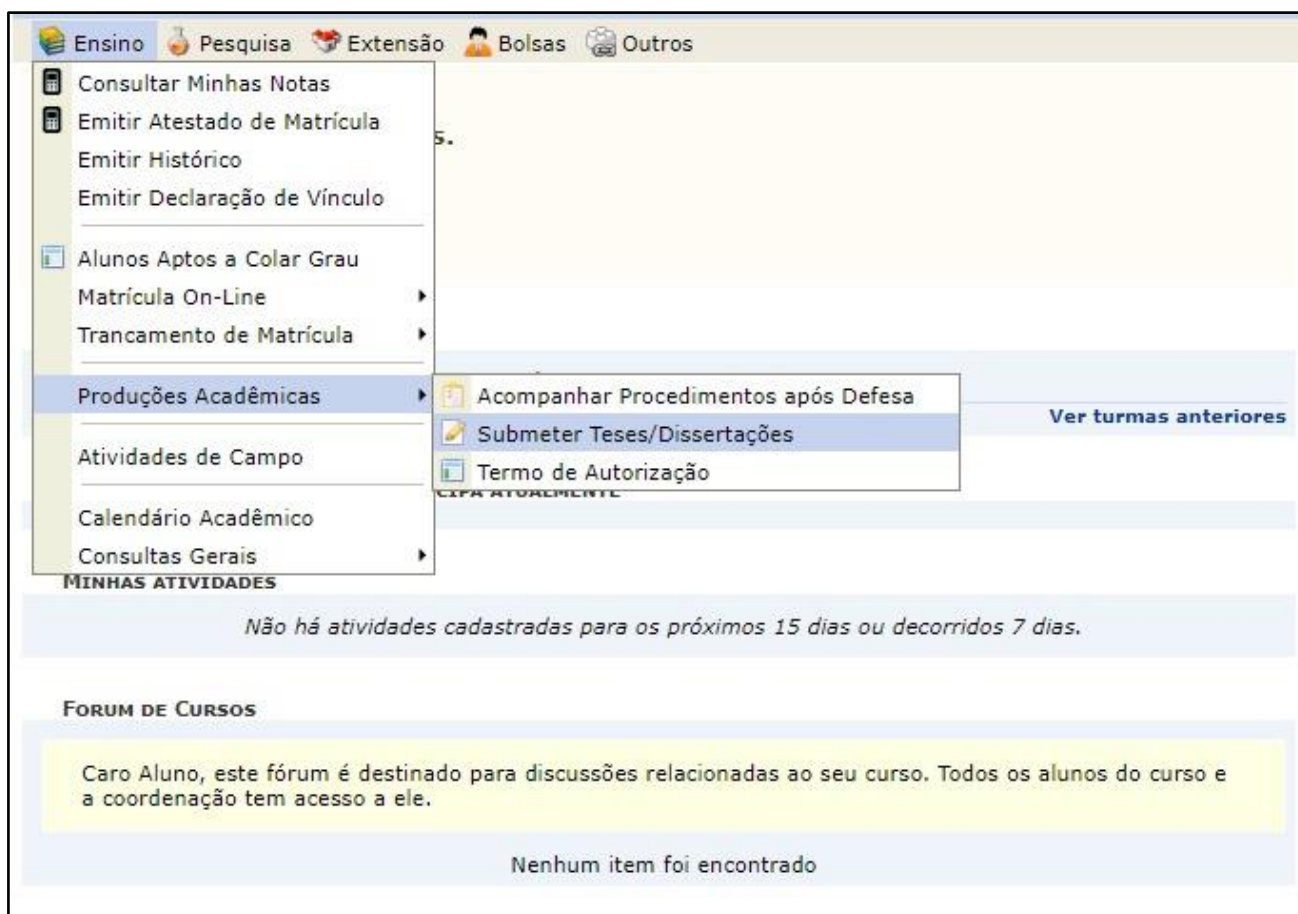 Ensino Pesquisa Extensão Bolsas Outros
Consultar Minhas Notas
Emitir Atestado de Matrícula
s.
Emitir Histórico
Emitir Declaração de Vínculo
Alunos Aptos a Colar Grau
Matrícula On-Line
Trancamento de Matrícula
Produções Acadêmicas
Acompanhar Procedimentos após Defesa
Ver turmas anteriores
Submeter Teses/Dissertações
Atividades de Campo
Termo de Autorização
CIPA ATUALMENTE
Calendário Acadêmico
Consultas Gerais
MINHAS ATIVIDADES
Não há atividades cadastradas para os próximos 15 dias ou decorridos 7 dias.
FORUM DE CURSOS
Caro Aluno, este fórum é destinado para discussões relacionadas ao seu curso. Todos os alunos do curso e
a coordenação tem acesso a ele.
Nenhum item foi encontrado